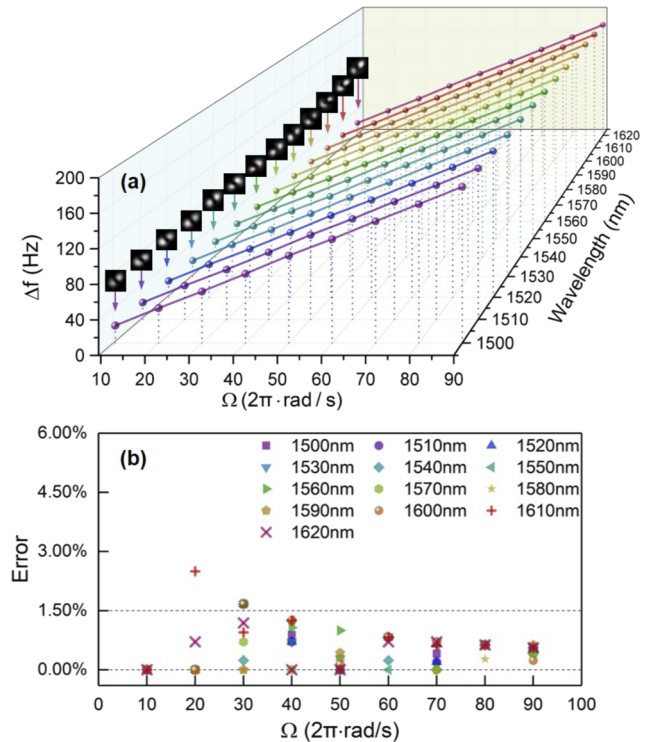 (a)
200
160
120
80
40
0
Δf (Hz)
10 20 30 40 50 60 70 80 90
Ω (2π·rad / s)
1620
1610
1600
1590
1580
1570
1560
1550
1540
1530
1520
1510
1500
Wavelength (nm)
(b)
6.00%
4.50%
3.00%
1.50%
0.00%
Error
1500nm 1510nm 1520nm
1530nm 1540nm 1550nm
1560nm 1570nm 1580nm
1590nm 1600nm 1610nm
1620nm
0 10 20 30 40 50 60 70 80 90 100
Ω (2π·rad/s)